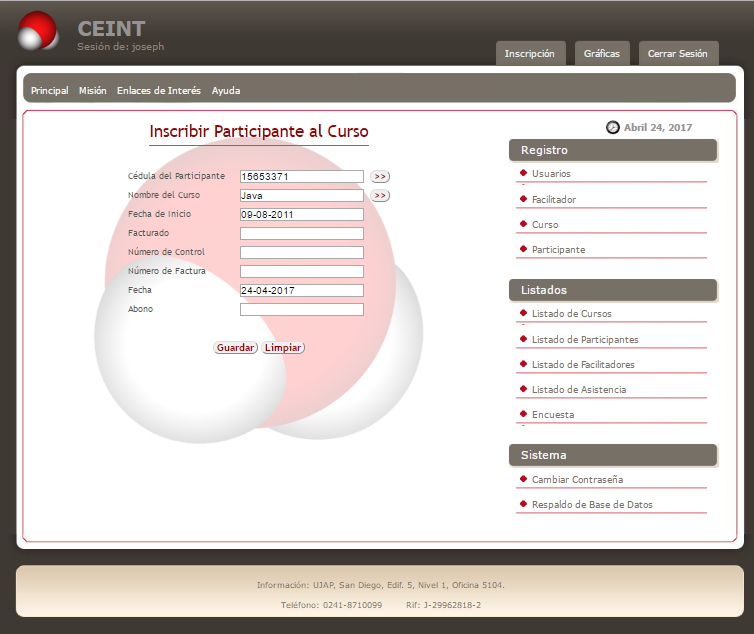 CEINT
Sesión de: joseph
Inscripción Gráficas Cerrar Sesión
Principal Misión Enlaces de Interés Ayuda
Inscribir Participante al Curso
Cédula del Participante 15653371 >>
Nombre del Curso Java >>
Fecha de Inicio 09-08-2011
Facturado
Número de Control
Número de Factura
Fecha 24-04-2017
Abono
Guardar Limpiar
Abril 24, 2017
Registro
Usuarios
Facilitador
Curso
Participante
Listados
Listado de Cursos
Listado de Participantes
Listado de Facilitadores
Listado de Asistencia
Encuesta
Sistema
Cambiar Contraseña
Respaldo de Base de Datos
Información: UJAP, San Diego, Edif. 5, Nivel 1, Oficina 5104.
Teléfono: 0241-8710099 Rif: J-29962818-2